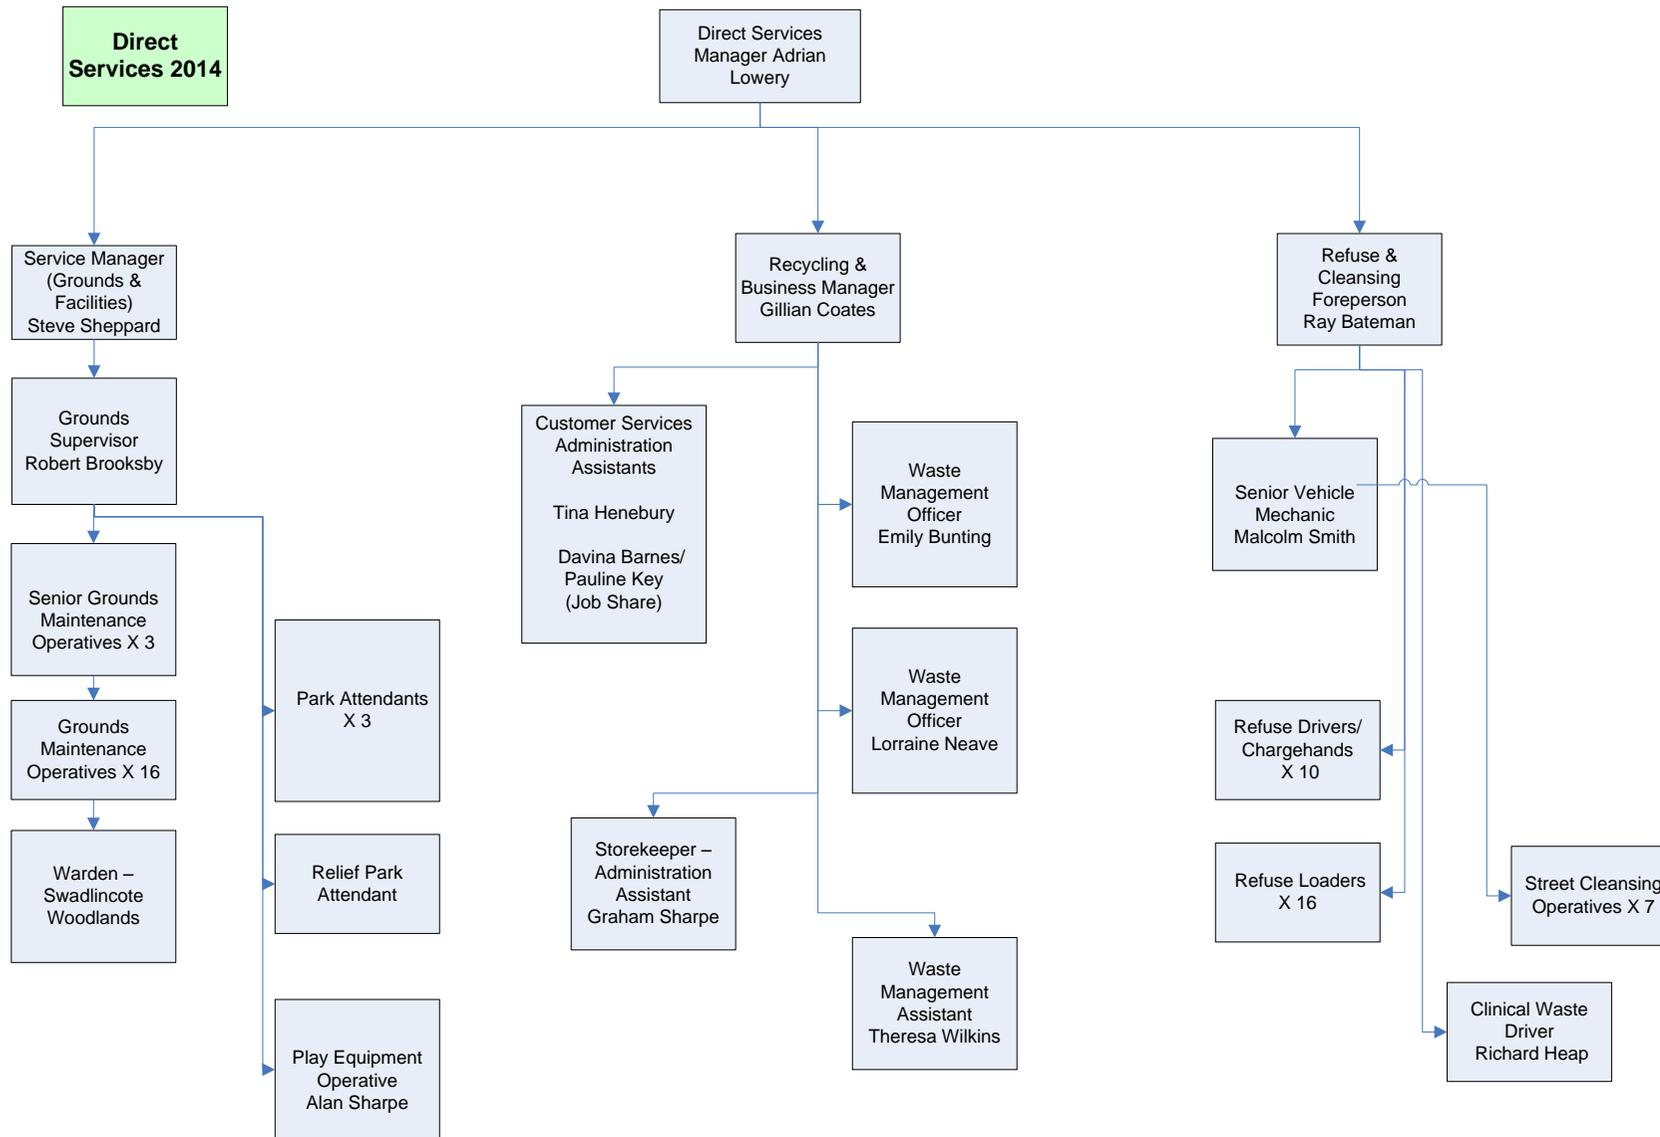 Direct
Services 2014
Direct Services
Manager Adrian
Lowery
Service Manager
(Grounds &
Facilities)
Steve Sheppard
Recycling &
Business Manager
Gillian Coates
Refuse &
Cleansing
Foreperson
Ray Bateman
Grounds
Supervisor
Robert Brooksby
Senior Grounds
Maintenance
Operatives X 3
Grounds
Maintenance
Operatives X 16
Warden –
Swadlincote
Woodlands
Park Attendants
X 3
Relief Park
Attendant
Play Equipment
Operative
Alan Sharpe
Customer Services
Administration
Assistants
Tina Henebury
Davina Barnes/
Pauline Key
(Job Share)
Waste
Management
Officer
Emily Bunting
Waste
Management
Officer
Lorraine Neave
Storekeeper –
Administration
Assistant
Graham Sharpe
Waste
Management
Assistant
Theresa Wilkins
Senior Vehicle
Mechanic
Malcolm Smith
Refuse Drivers/
Chargehands
X 10
Refuse Loaders
X 16
Street Cleansing
Operatives X 7
Clinical Waste
Driver
Richard Heap